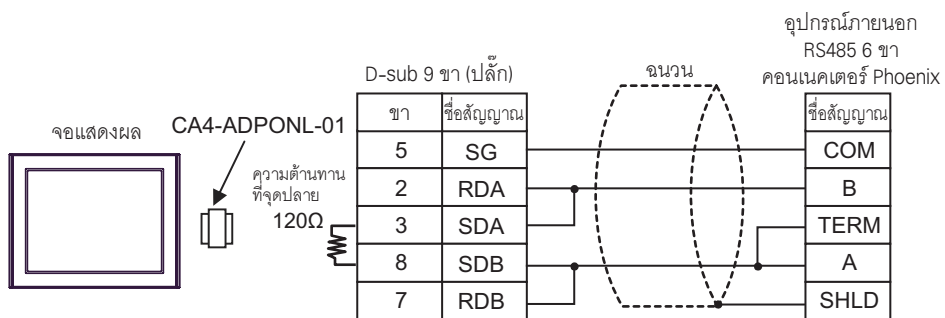 อุปกรณ์ภายนอก
RS485 6 ขา
คอนเนคเตอร์ Phoenix
D-sub 9 ขา (ปลั๊ก)
ฉนวน
จอแสดงผล
CA4-ADPONL-01
ความต้านทาน
ที่จุดปลาย
120Ω
ขา ชื่อสัญญาณ ชื่อสัญญาณ
5 SG COM
2 RDA B
3 SDA TERM
8 SDB A
7 RDB SHLD